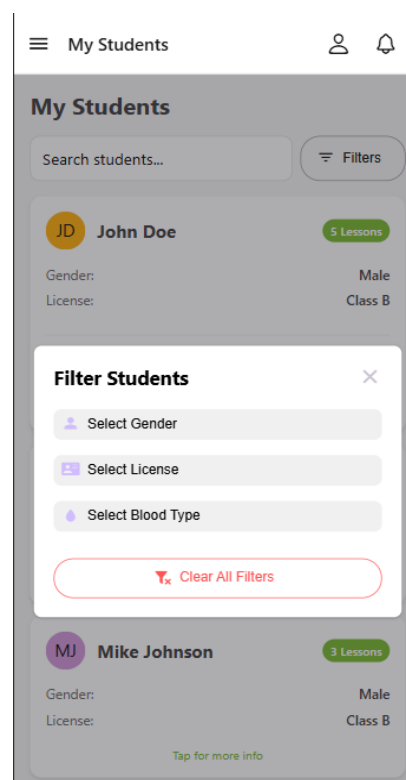 My Students
My Students
Search students...
Filters
JD
John Doe
5 Lessons
Gender:
Male
License:
Class B
Filter Students
Select Gender
Select License
Select Blood Type
Clear All Filters
MJ
Mike Johnson
3 Lessons
Gender:
Male
License:
Class B
Tap for more info